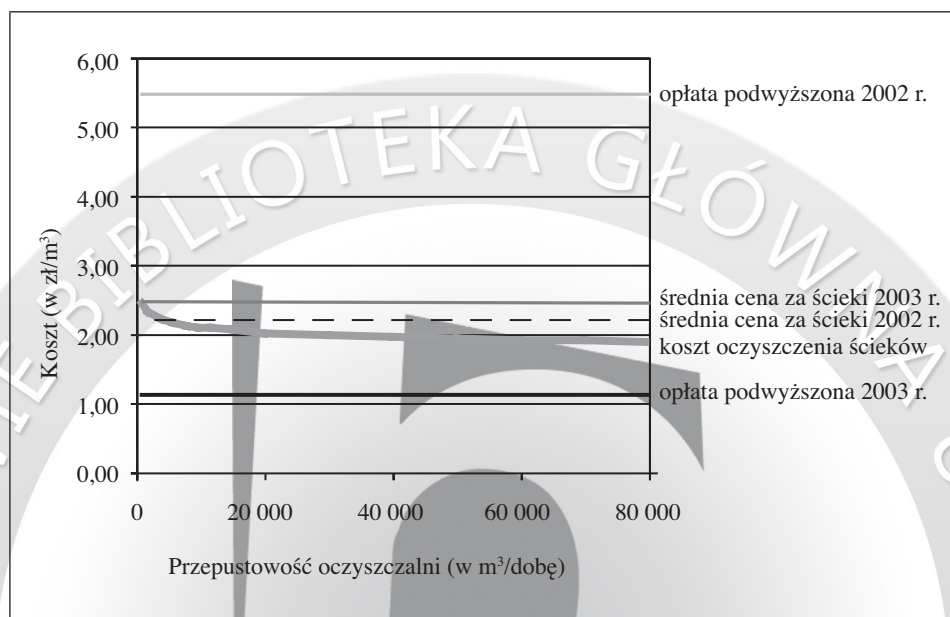 6,00
5,00
4,00
3,00
2,00
1,00
0,00
Koszt (w zł/m³)
opłata podwyższona 2002 r.
średnia cena za ścieki 2003 r.
średnia cena za ścieki 2002 r.
koszt oczyszczenia ścieków
opłata podwyższona 2003 r.
0 20 000 40 000 60 000 80 000
Przepustowość oczyszczalni (w m³/dobę)
BIBLIOTEKA GŁÓWNA